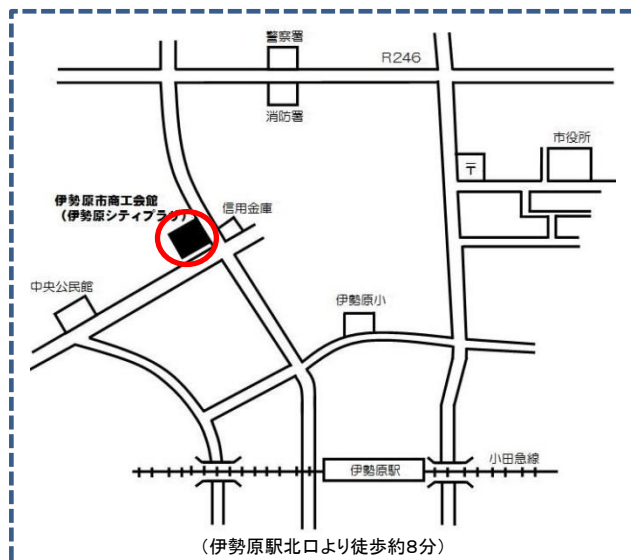 警察署
R246
消防署
市役所
〒
伊勢原市商工会館
(伊勢原シティプラザ)
信用金庫
中央公民館
伊勢原小
小田急線
伊勢原駅
(伊勢原駅北口より徒歩約8分)